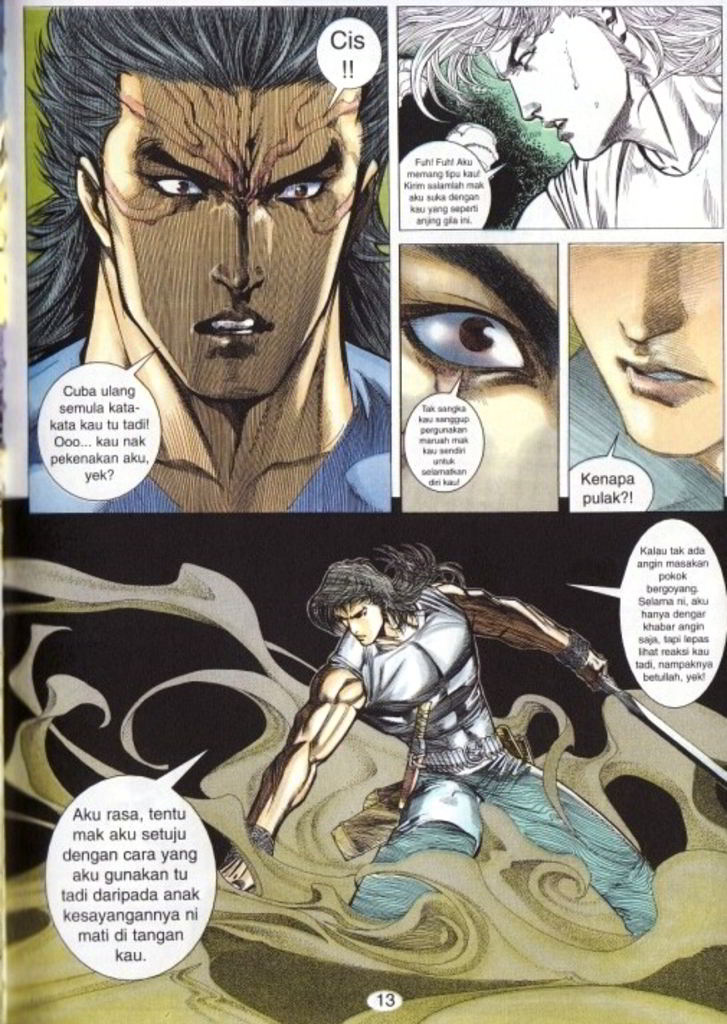 Cis
!!
Cuba ulang
semula kata-
kata kau tu tadi!
Ooo... kau nak
pekenakan aku,
yek?
Fuh! Fuh! Aku
memang tipu kau!
Kirim salamlah mak
aku suka dengan
kau yang seperti
anjing gila ini.
Tak sangka
kau sanggup
pergunakan
maruah mak
kau sendiri
untuk
selamatkan
diri kau!
Kenapa
pulak?!
Kalau tak ada
angin masakan
pokok
bergoyang.
Selama ni, aku
hanya dengar
khabar angin
saja, tapi lepas
lihat reaksi kau
tadi, nampaknya
betullah, yek!
Aku rasa, tentu
mak aku setuju
dengan cara yang
aku gunakan tu
tadi daripada anak
kesayangannya ni
mati di tangan
kau.
13